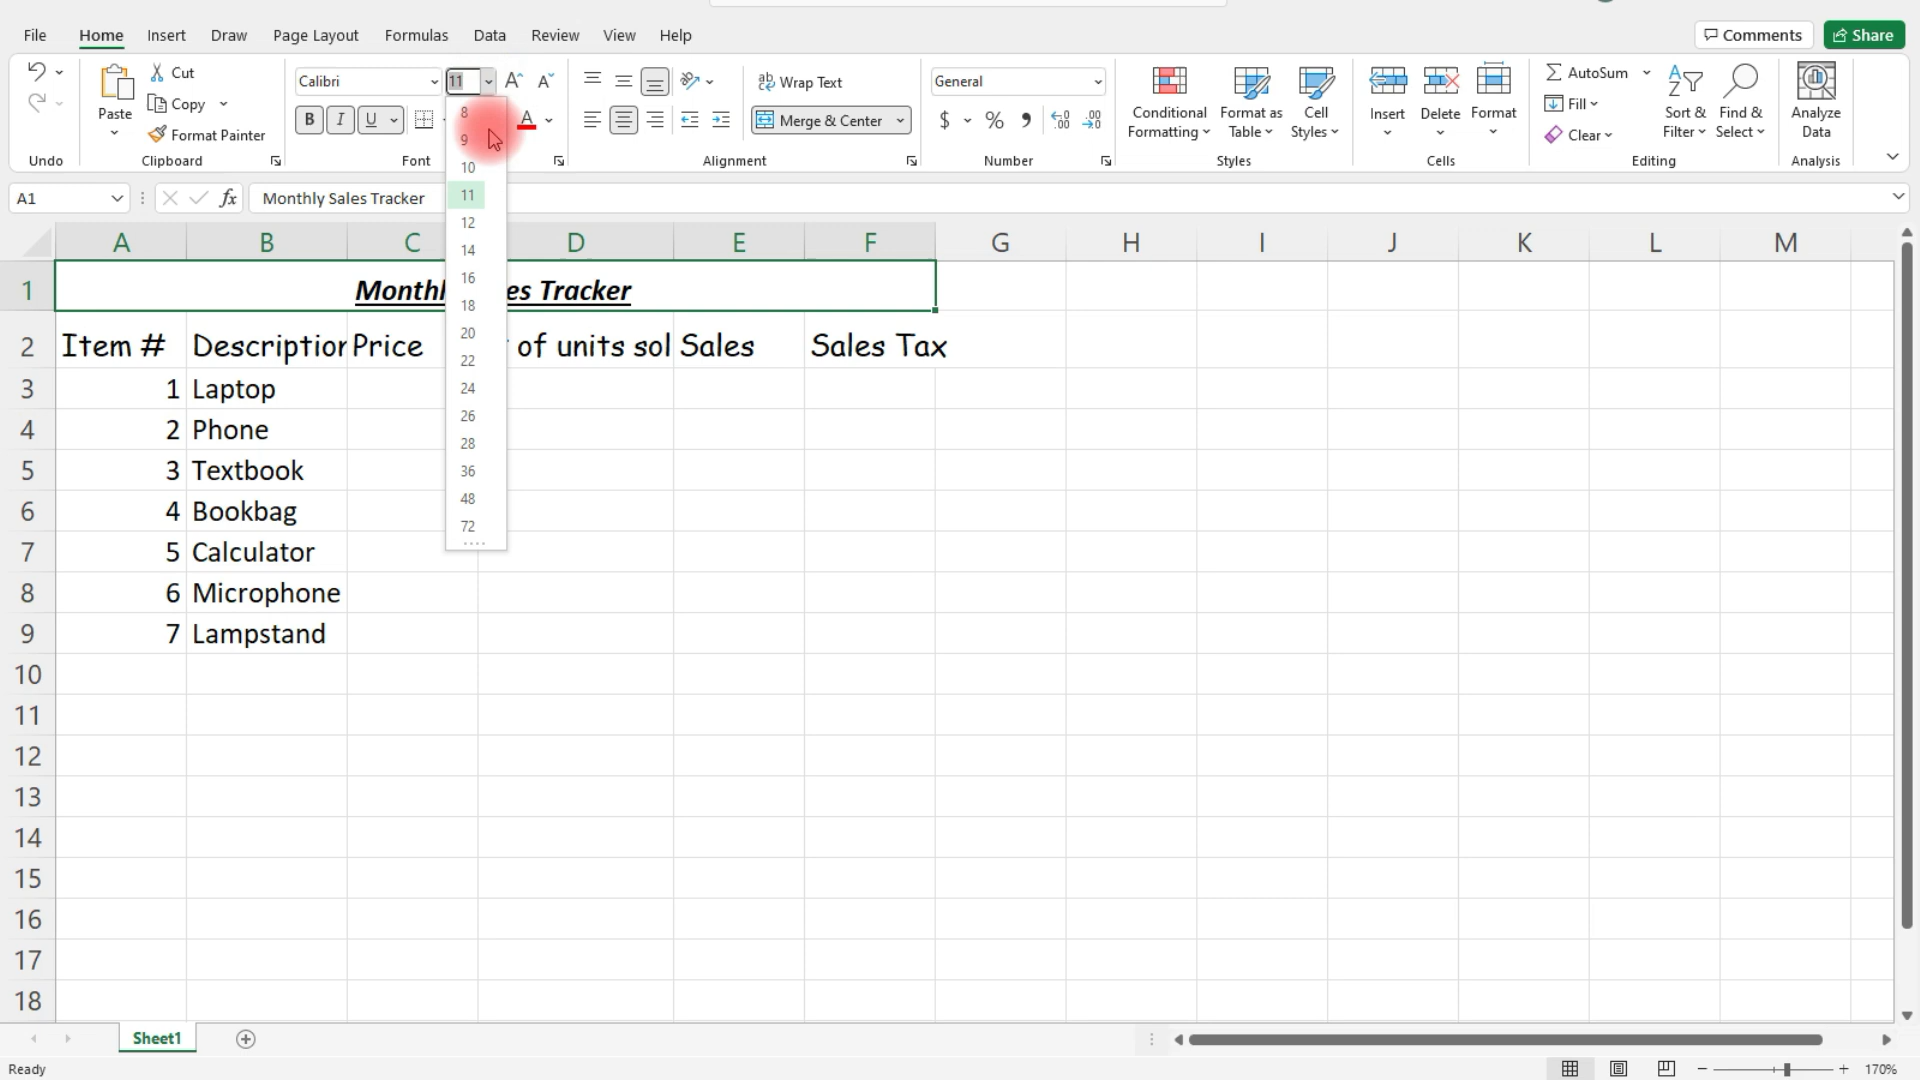 File Home Insert Draw Page Layout Formulas Data Review View Help Comments Share
Cut
Copy
Format Painter
Paste
Calibri 11
B I U A
Wrap Text
Merge & Center
General
$ % 9
Conditional Formatting
Format as Table
Cell Styles
Insert Delete Format
AutoSum
Fill
Clear
Sort & Filter
Find & Select
Analyze Data
Undo Clipboard Font Alignment Number Styles Cells Editing Analysis
8
9
10
11
12
14
16
18
20
22
24
26
28
36
48
72
A1 fx Monthly Sales Tracker
A B C D E F G H I J K L M
1 Monthl es Tracker
2 Item # Description Price of units sol Sales Sales Tax
3 1 Laptop
4 2 Phone
5 3 Textbook
6 4 Bookbag
7 5 Calculator
8 6 Microphone
9 7 Lampstand
10
11
12
13
14
15
16
17
18
Sheet1
Ready 170%